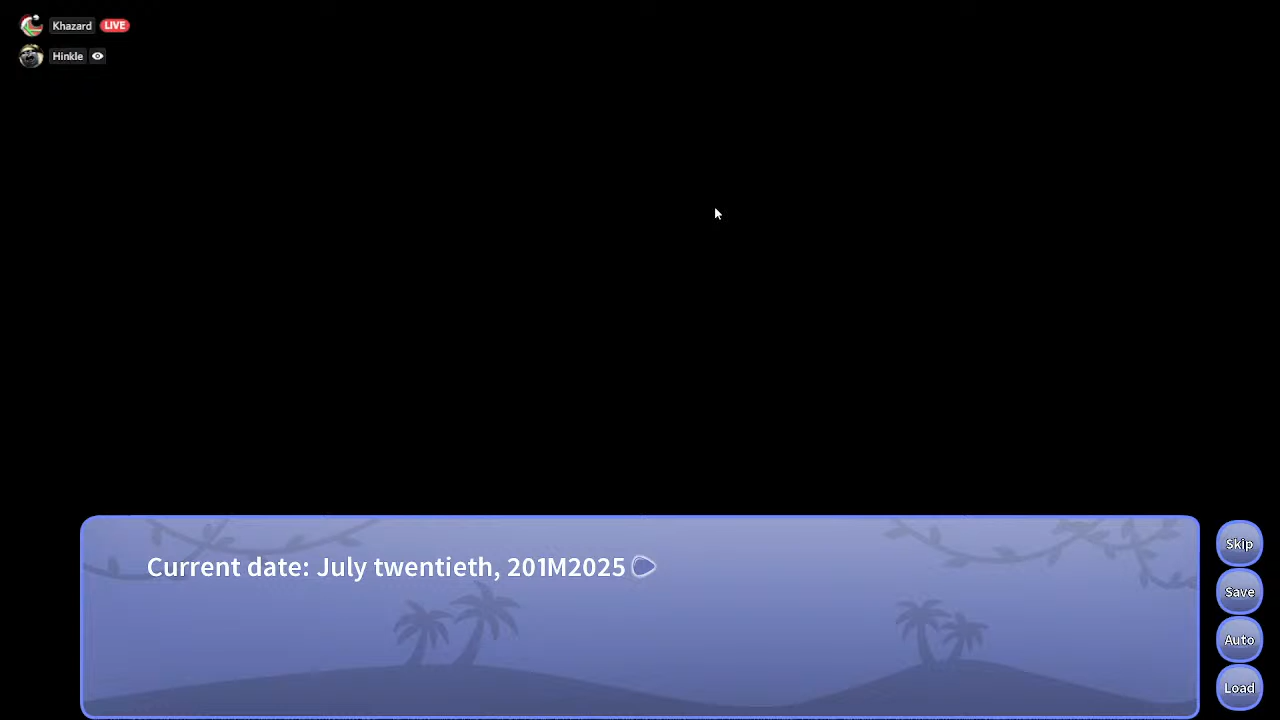 Khazard LIVE
Hinkle
Current date: July twentieth, 201M2025
Skip
Save
Auto
Load